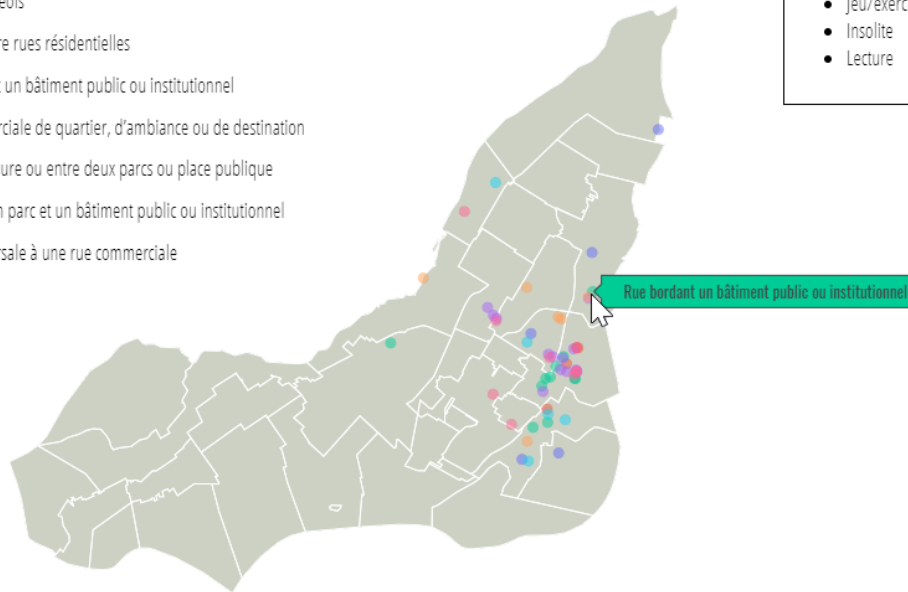 re rues résidentielles
un bâtiment public ou institutionnel
rciale de quartier, d'ambiance ou de destination
ure ou entre deux parcs ou place publique
n parc et un bâtiment public ou institutionnel
rsale à une rue commerciale
Jeu/exerc
Insolite
Lecture
Rue bordant un bâtiment public ou institutionnel